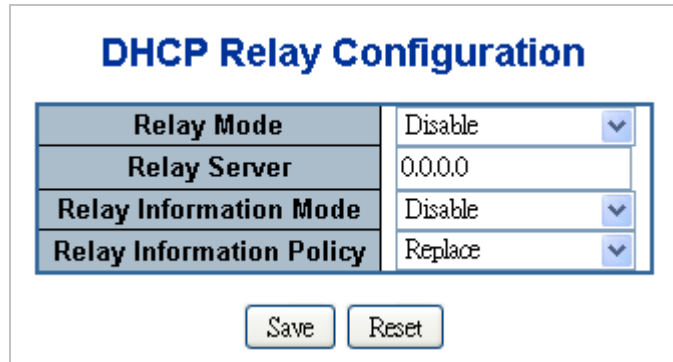 DHCP Relay Configuration
Relay Mode Disable
Relay Server 0.0.0.0
Relay Information Mode Disable
Relay Information Policy Replace
Save Reset